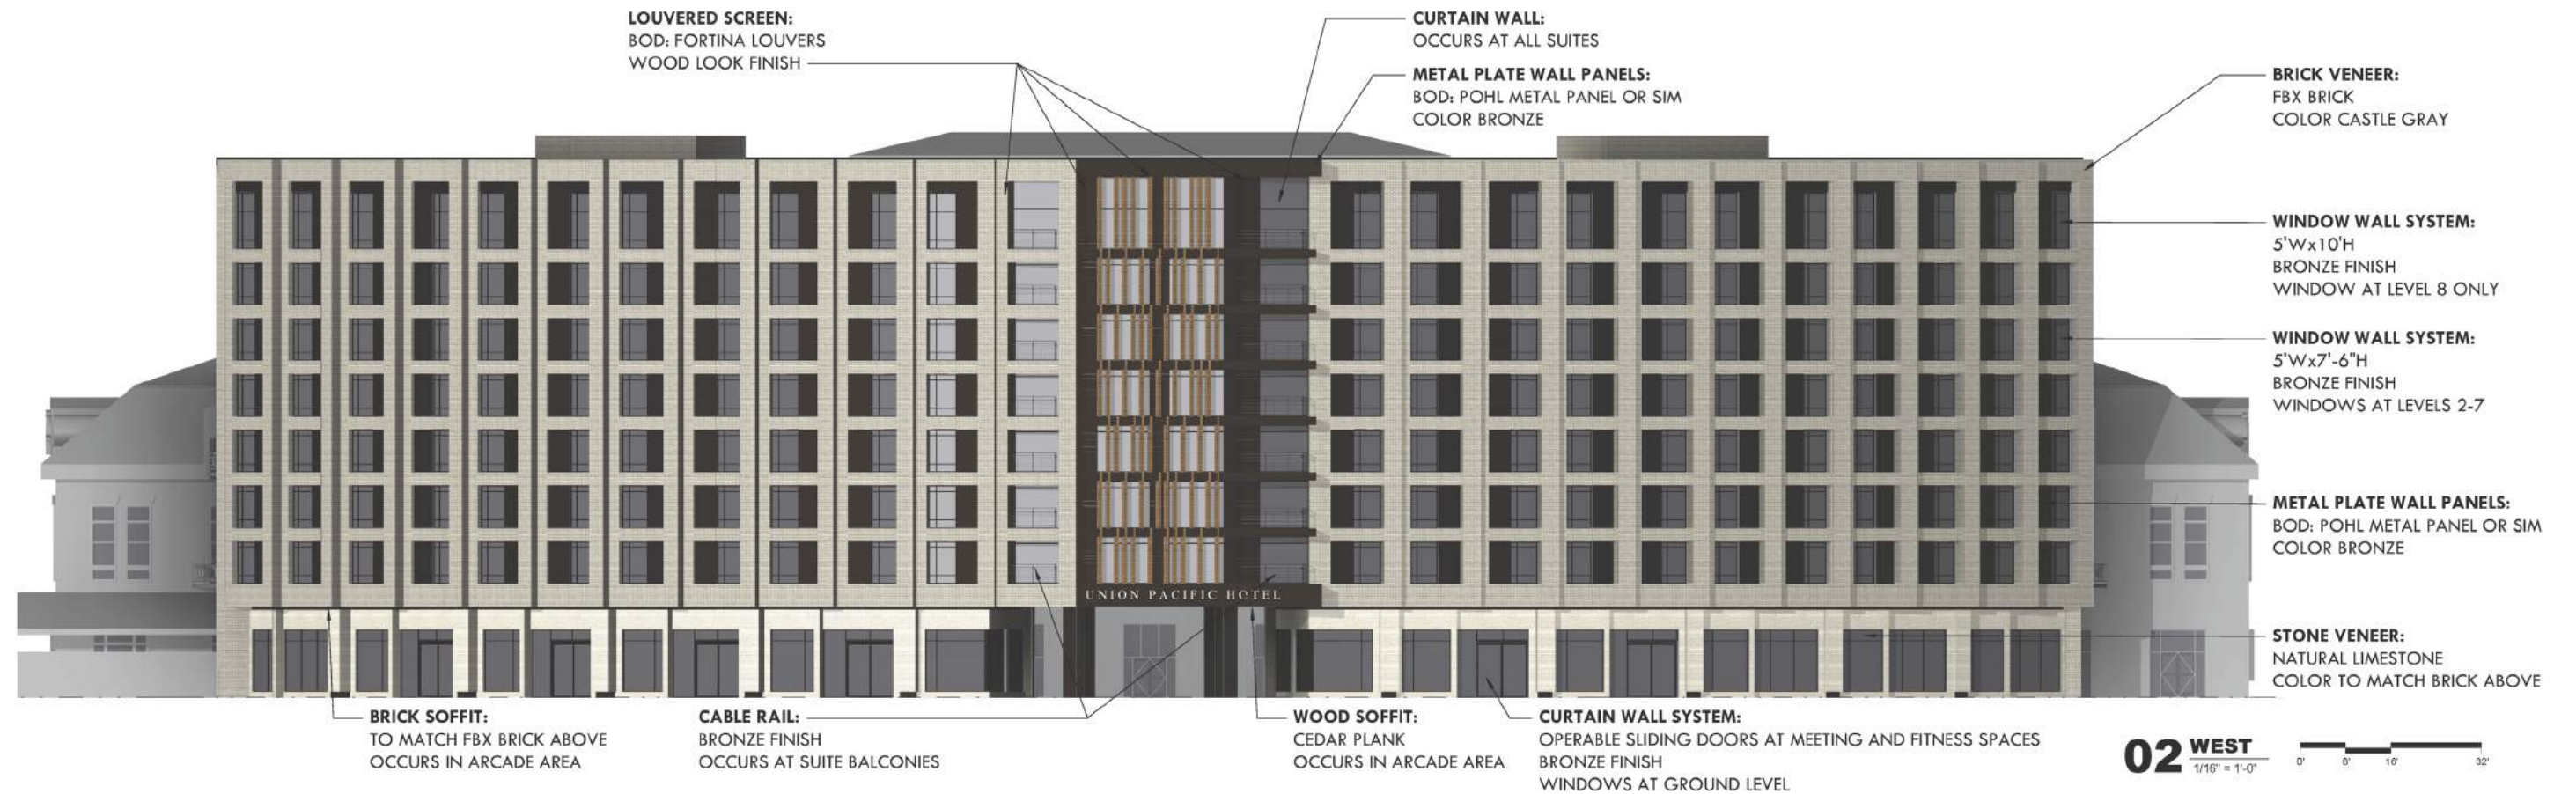 LOUVERED SCREEN:
BOD: FORTINA LOUVERS
WOOD LOOK FINISH
CURTAIN WALL:
OCCURS AT ALL SUITES
METAL PLATE WALL PANELS:
BOD: POHL METAL PANEL OR SIM
COLOR BRONZE
BRICK VENEER:
FBX BRICK
COLOR CASTLE GRAY
WINDOW WALL SYSTEM:
5'Wx10'H
BRONZE FINISH
WINDOW AT LEVEL 8 ONLY
WINDOW WALL SYSTEM:
5'Wx7'-6"H
BRONZE FINISH
WINDOWS AT LEVELS 2-7
METAL PLATE WALL PANELS:
BOD: POHL METAL PANEL OR SIM
COLOR BRONZE
UNION PACIFIC HOTEL
STONE VENEER:
NATURAL LIMESTONE
COLOR TO MATCH BRICK ABOVE
BRICK SOFFIT:
TO MATCH FBX BRICK ABOVE
OCCURS IN ARCADE AREA
CABLE RAIL:
BRONZE FINISH
OCCURS AT SUITE BALCONIES
WOOD SOFFIT:
CEDAR PLANK
OCCURS IN ARCADE AREA
CURTAIN WALL SYSTEM:
OPERABLE SLIDING DOORS AT MEETING AND FITNESS SPACES
BRONZE FINISH
WINDOWS AT GROUND LEVEL
02 WEST
1/16" = 1'-0"
0' 8' 16' 32'